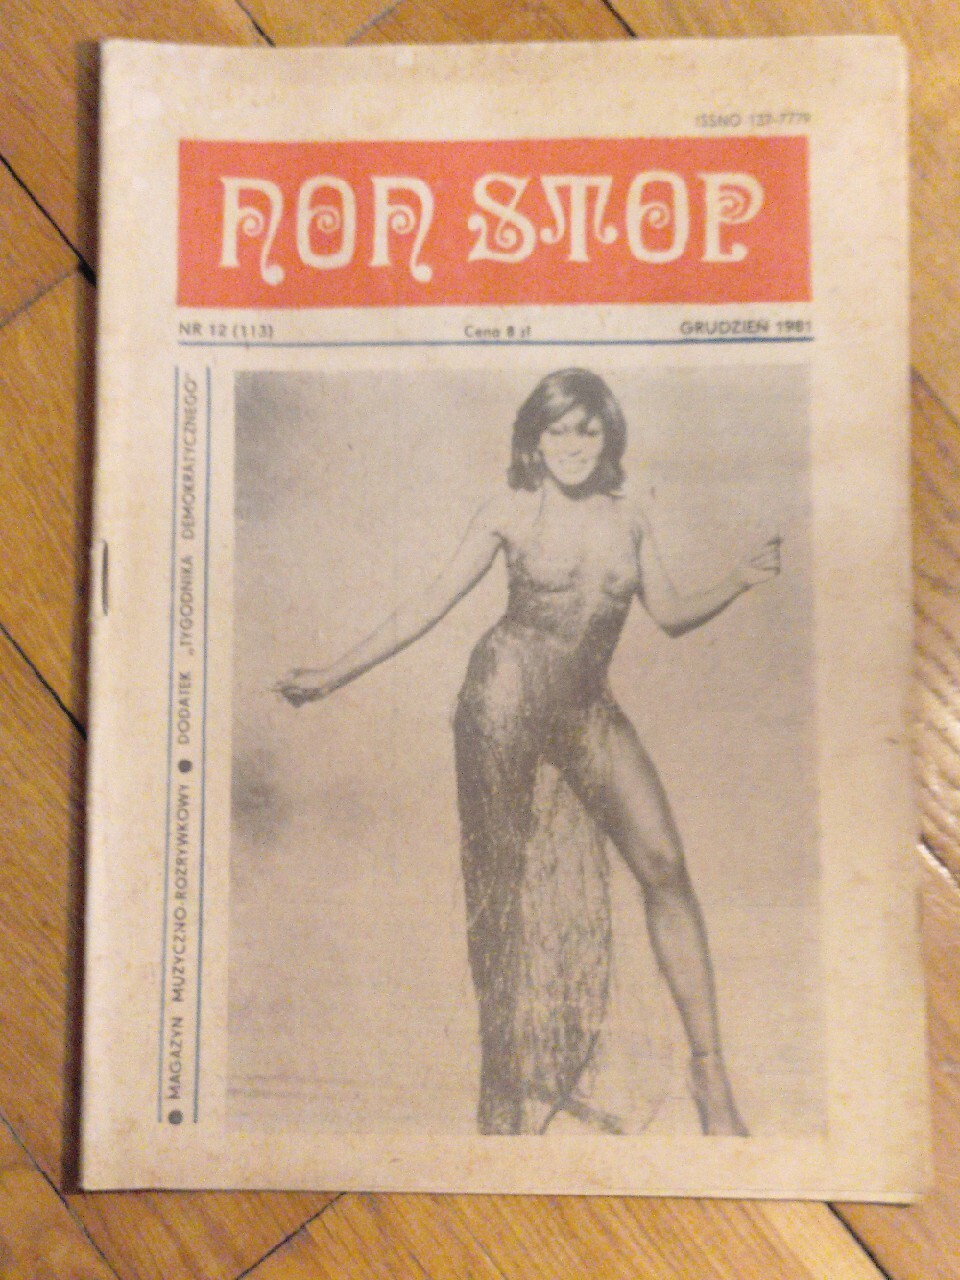 ISSNO 137-7779
NON STOP
NR 12 (113)
Cena 8 zł
GRUDZIEŃ 1981
● MAGAZYN MUZYCZNO-ROZRYWKOWY ● DODATEK „TYGODNIKA DEMOKRATYCZNEGO"